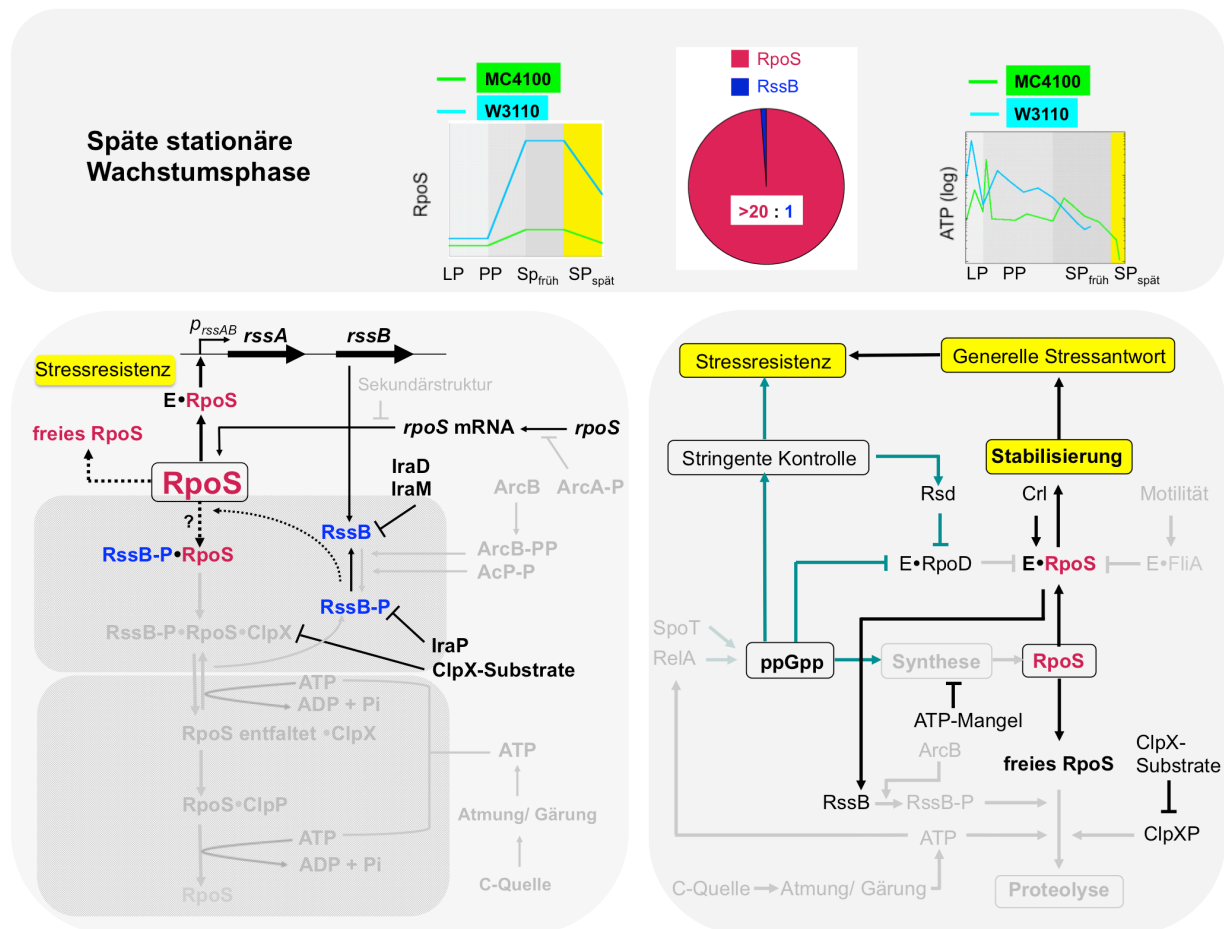 Späte stationäre
Wachstumsphase
MC4100
W3110
RpoS
LP PP Sp früh SP spät
RpoS
RssB
>20 : 1
MC4100
W3110
ATP (log)
LP PP SP früh SP spät
p rssAB
rssA
rssB
Stressresistenz
Sekundärstruktur
E•RpoS
rpoS mRNA
rpoS
freies RpoS
RpoS
IraD
IraM
ArcB
ArcA-P
?
RssB
RssB-P•RpoS
ArcB-PP
AcP-P
RssB-P
RssB-P•RpoS•ClpX
IraP
ClpX-Substrate
ATP
ADP + Pi
RpoS entfaltet •ClpX
ATP
RpoS•ClpP
Atmung/ Gärung
ATP
ADP + Pi
C-Quelle
RpoS
Stressresistenz
Generelle Stressantwort
Stringente Kontrolle
Stabilisierung
Rsd
Crl
Motilität
E•RpoD
E•RpoS
E•FliA
SpoT
RelA
ppGpp
Synthese
RpoS
ATP-Mangel
ArcB
freies RpoS
ClpX-
Substrate
RssB
RssB-P
ATP
ClpXP
C-Quelle
Atmung/ Gärung
Proteolyse